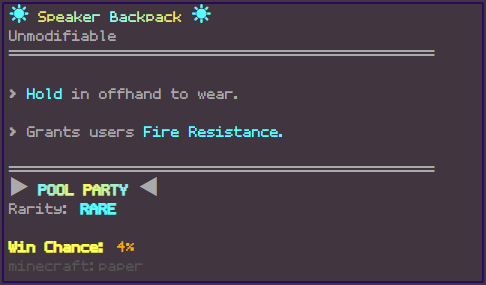 Speaker Backpack
Unmodifiable
> Hold in offhand to wear.
> Grants users Fire Resistance.
▶ POOL PARTY ◀
Rarity: RARE
Win Chance: 4%
minecraft:paper